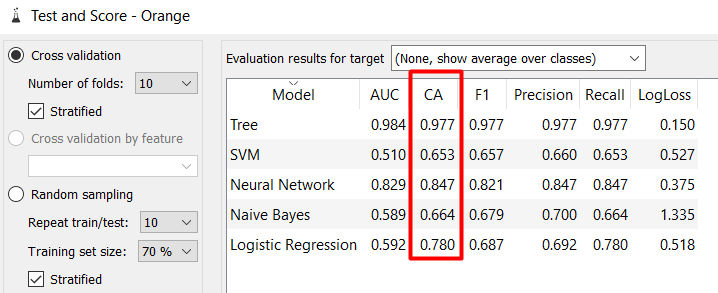 Test and Score - Orange
Cross validation
Number of folds: 10
Stratified
Cross validation by feature
Random sampling
Repeat train/test: 10
Training set size: 70 %
Stratified
Evaluation results for target (None, show average over classes)
Model AUC CA F1 Precision Recall LogLoss
Tree 0.984 0.977 0.977 0.977 0.977 0.150
SVM 0.510 0.653 0.657 0.660 0.653 0.527
Neural Network 0.829 0.847 0.821 0.847 0.847 0.375
Naive Bayes 0.589 0.664 0.679 0.700 0.664 1.335
Logistic Regression 0.592 0.780 0.687 0.692 0.780 0.518